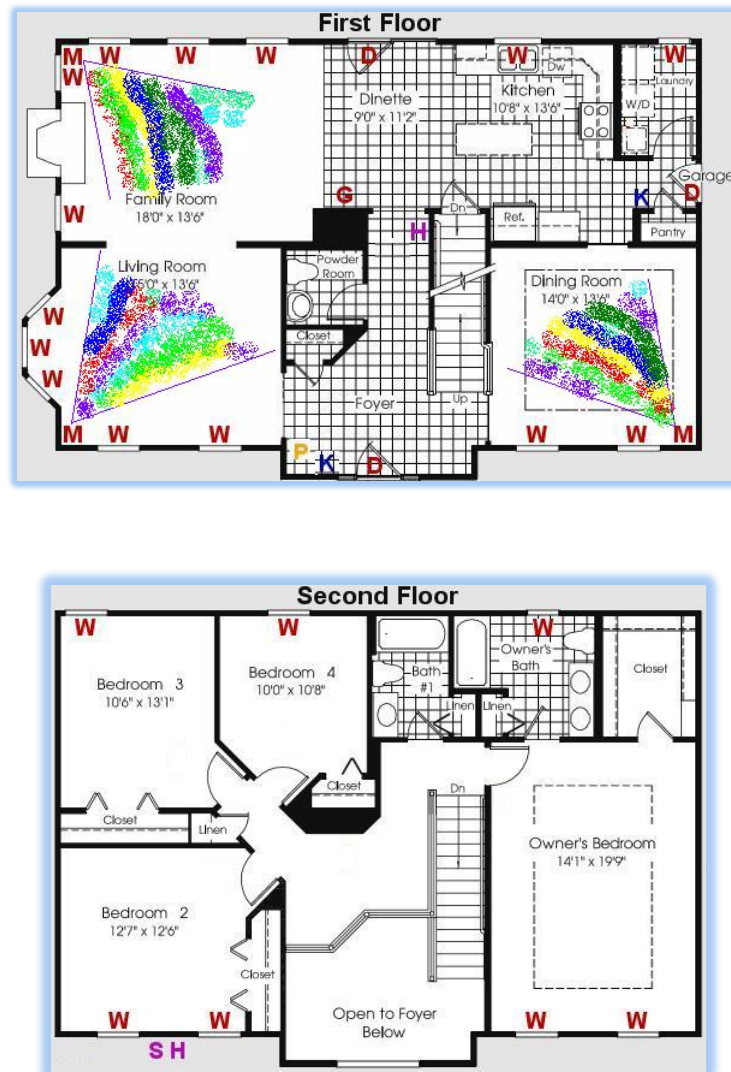 First Floor
M W W W D W W
W
Dinette
9'0" x 11'2"
Kitchen
10'8" x 13'6"
Dw
Laundry
W/D
Garage
Family Room
18'0" x 13'6"
W
G
H
Dn
Ref.
K
D
Pantry
Living Room
5'0" x 13'6"
Powder
Room
Dining Room
14'0" x 13'6"
W
W
W
Closet
Foyer
Up
M W W
P
K
D
W W M
Second Floor
W W W
Bedroom 3
10'6" x 13'1"
Bedroom 4
10'0" x 10'8"
Bath
#1
Owner's
Bath
Closet
Linen
Linen
Closet
Closet
Linen
Dn
Owner's Bedroom
14'1" x 19'9"
Bedroom 2
12'7" x 12'6"
Closet
Open to Foyer
Below
W W W W
S H